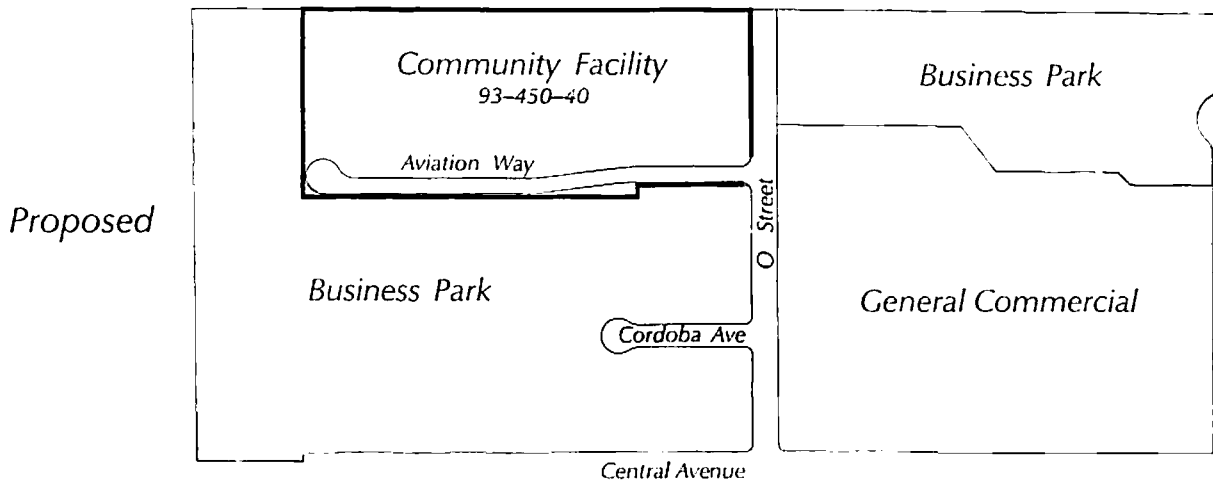 Community Facility
93-450-40
Business Park
Aviation Way
Proposed
O Street
Business Park
General Commercial
Cordoba Ave
Central Avenue